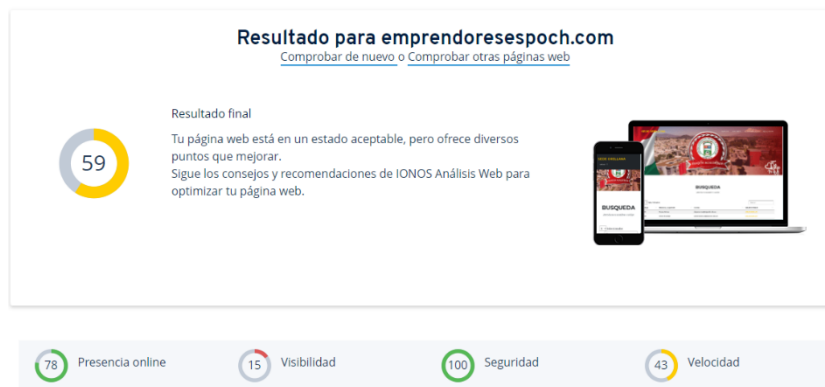 Resultado para emprendoresespoch.com
Comprobar de nuevo o Comprobar otras páginas web
Resultado final
59
Tu página web está en un estado aceptable, pero ofrece diversos
puntos que mejorar.
Sigue los consejos y recomendaciones de IONOS Análisis Web para
optimizar tu página web.
BUSQUEDA
BUSQUEDA
78 Presencia online
15 Visibilidad
100 Seguridad
43 Velocidad